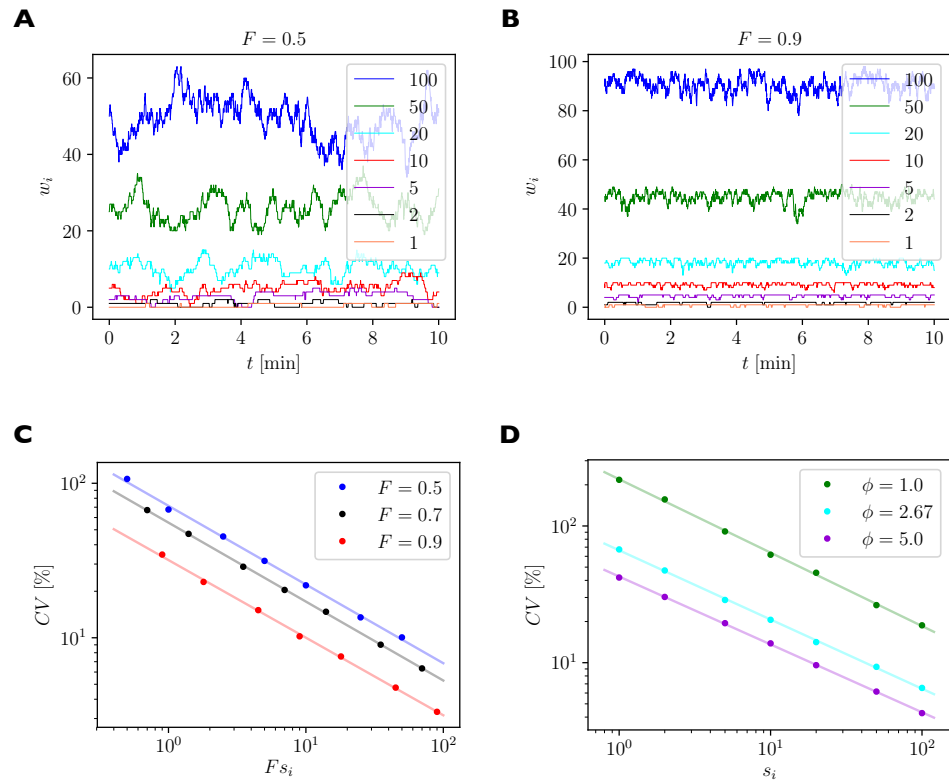 A
F = 0.5
60
40
20
0
w_i
0 2 4 6 8 10
t [min]
100
50
20
10
5
2
1
B
F = 0.9
100
80
60
40
20
0
w_i
0 2 4 6 8 10
t [min]
100
50
20
10
5
2
1
C
10^2
10^1
CV [%]
10^0 10^1 10^2
Fs_i
F = 0.5
F = 0.7
F = 0.9
D
10^2
10^1
CV [%]
10^0 10^1 10^2
s_i
ϕ = 1.0
ϕ = 2.67
ϕ = 5.0